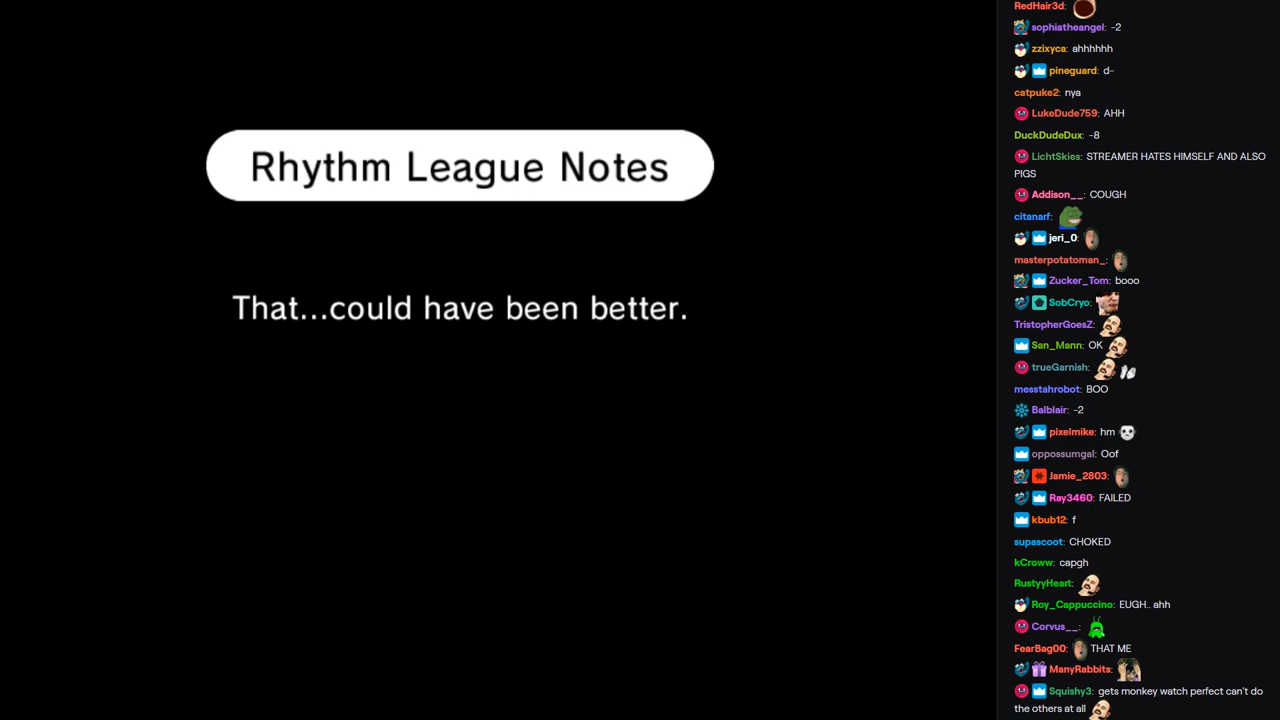 Rhythm League Notes
That...could have been better.
RedHair3d:
sophiatheangel: -2
zzixyca: ahhhhhh
pineguard: d-
catpuke2: nya
LukeDude759: AHH
DuckDudeDux: -8
LichtSkies: STREAMER HATES HIMSELF AND ALSO
PIGS
Addison__: COUGH
citanarf:
jeri_0:
masterpotatoman_:
Zucker_Tom: booo
SobCryo:
TristopherGoesZ:
San_Mann: OK
trueGarnish:
messtahrobot: BOO
Balblair: -2
pixelmike: hm
oppossumgal: Oof
Jamie_2803:
Ray3460: FAILED
kbub12: f
supascoot: CHOKED
kCroww: capgh
RustyyHeart:
Roy_Cappuccino: EUGH.. ahh
Corvus__:
FearBag00: THAT ME
ManyRabbits:
Squishy3: gets monkey watch perfect can't do
the others at all